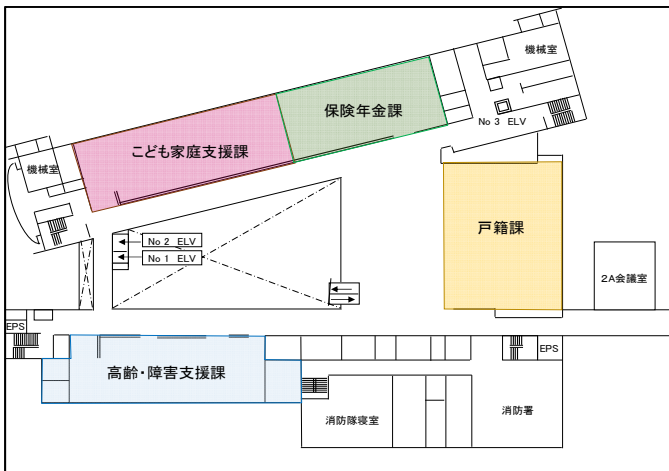 機械室
保険年金課
No 3 ELV
こども家庭支援課
機械室
戸籍課
No 2 ELV
No 1 ELV
2A会議室
EPS
EPS
高齢・障害支援課
消防隊寝室
消防署